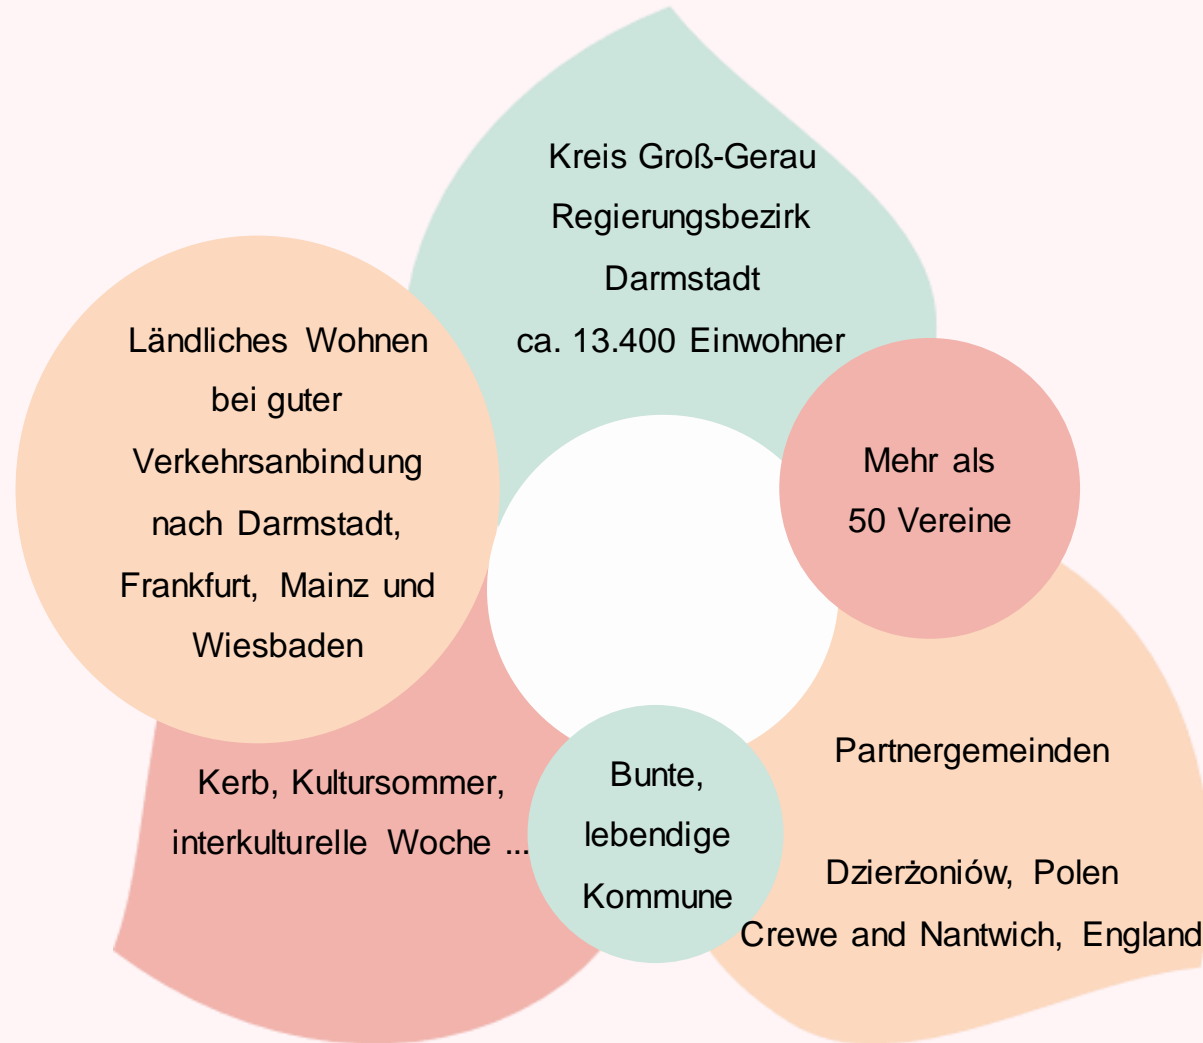 Kreis Groß-Gerau
Regierungsbezirk
Darmstadt
ca. 13.400 Einwohner
Ländliches Wohnen
bei guter
Verkehrsanbindung
nach Darmstadt,
Frankfurt, Mainz und
Wiesbaden
Mehr als
50 Vereine
Kerb, Kultursommer,
interkulturelle Woche ...
Bunte,
lebendige
Kommune
Partnergemeinden
Dzierżoniów, Polen
Crewe and Nantwich, England